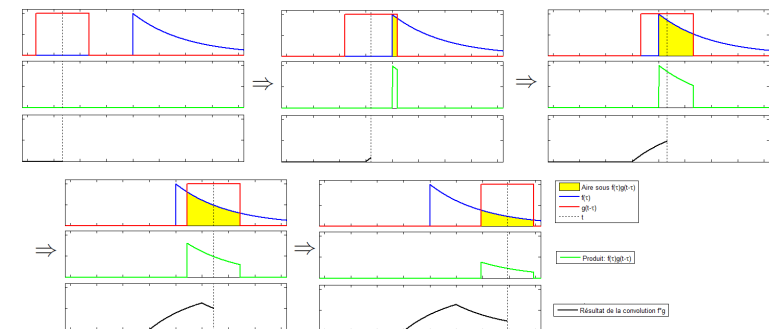 ⇒
⇒
⇒
⇒
Aire sous f(τ)g(t-τ)
f(τ)
g(t-τ)
t
Produit: f(τ)g(t-τ)
Résultat de la convolution f*g